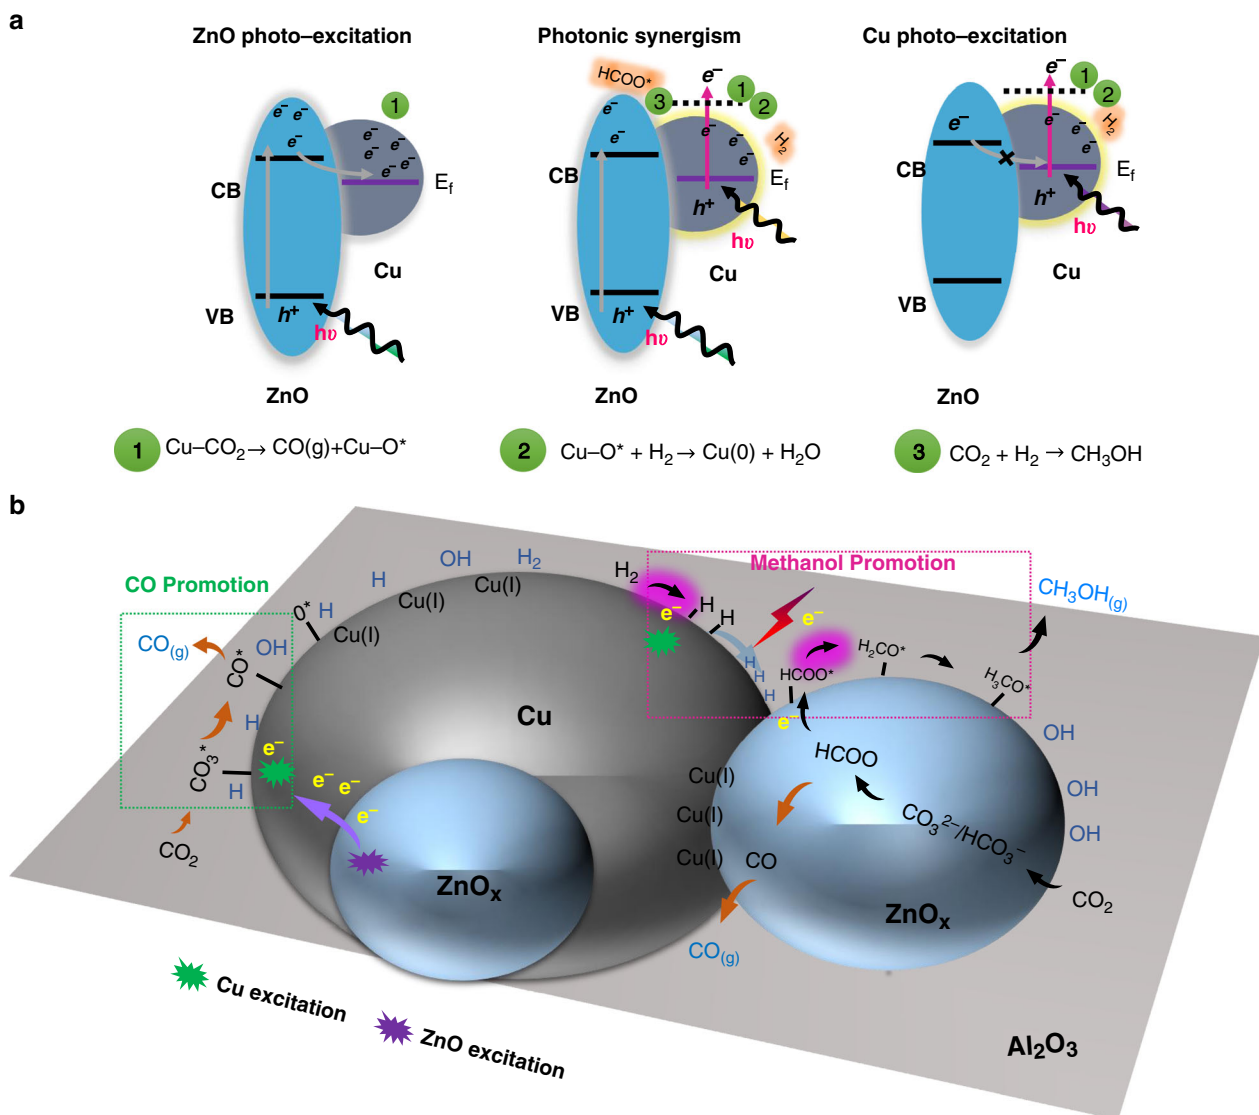 a
ZnO photo–excitation
Photonic synergism
Cu photo–excitation
e⁻ e⁻
e⁻
1
e⁻
e⁻
e⁻
e⁻
e⁻
CB
E_f
Cu
VB
h⁺
hυ
ZnO
HCOO*
e⁻
3
1
2
e⁻
e⁻
e⁻
e⁻
e⁻
H₂
CB
E_f
h⁺
hυ
Cu
VB
h⁺
hυ
ZnO
e⁻
1
2
e⁻
e⁻
e⁻
e⁻
H₂
CB
E_f
h⁺
hυ
Cu
VB
ZnO
1 Cu–CO₂→ CO(g)+Cu–O*
2 Cu–O* + H₂→ Cu(0) + H₂O
3 CO₂ + H₂ → CH₃OH
b
CO Promotion
Methanol Promotion
H
OH
H₂
H₂
Cu(I)
Cu(I)
H
H
e⁻
e⁻
CH₃OH(g)
O*
H
Cu(I)
CO(g)
OH
CO*
H
H
H
HCOO*
H₂CO*
H₃CO*
e⁻
Cu
H
e⁻
CO₃*
H
e⁻ e⁻
e⁻
CO₂
HCOO
OH
OH
OH
Cu(I)
Cu(I)
Cu(I)
CO
CO₃²⁻/HCO₃⁻
CO₂
ZnOₓ
ZnOₓ
CO(g)
Cu excitation
ZnO excitation
Al₂O₃